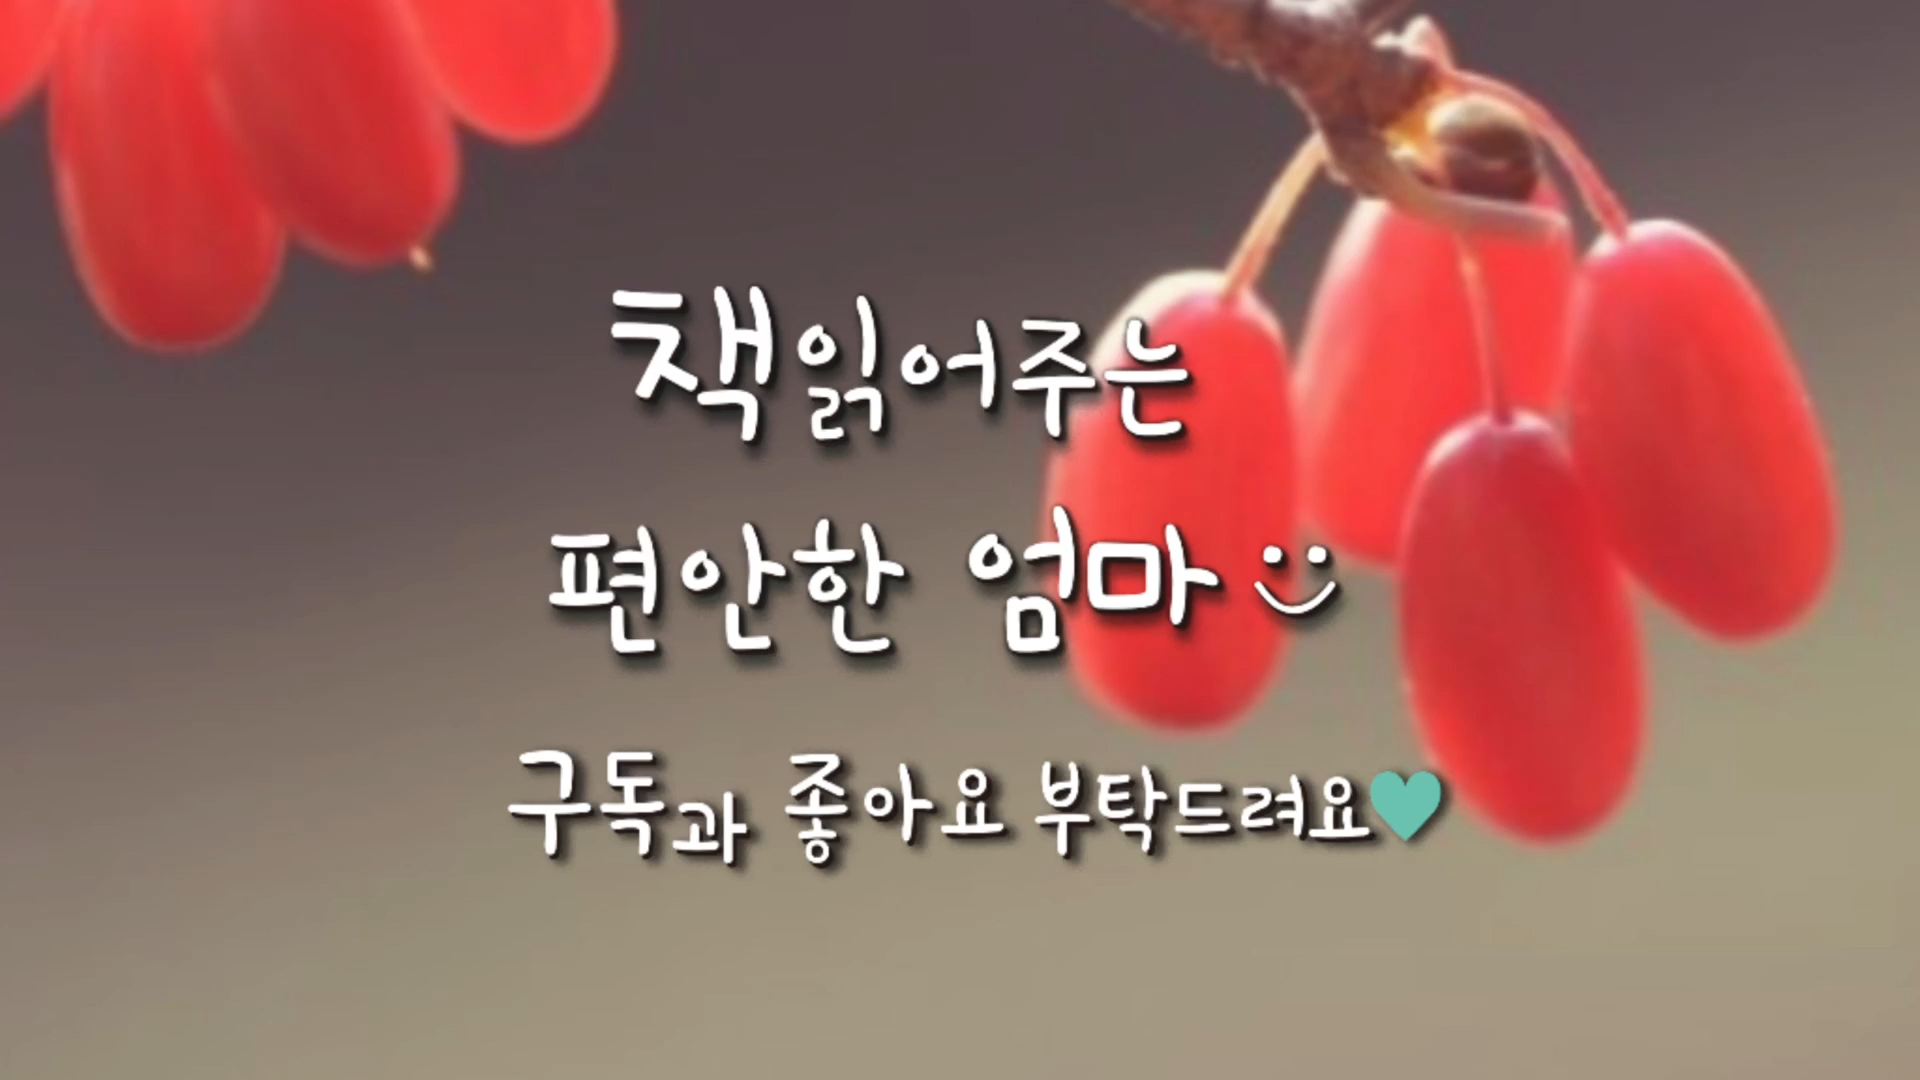 책읽어주는
편안한 엄마 :)
구독과 좋아요 부탁드려요♥